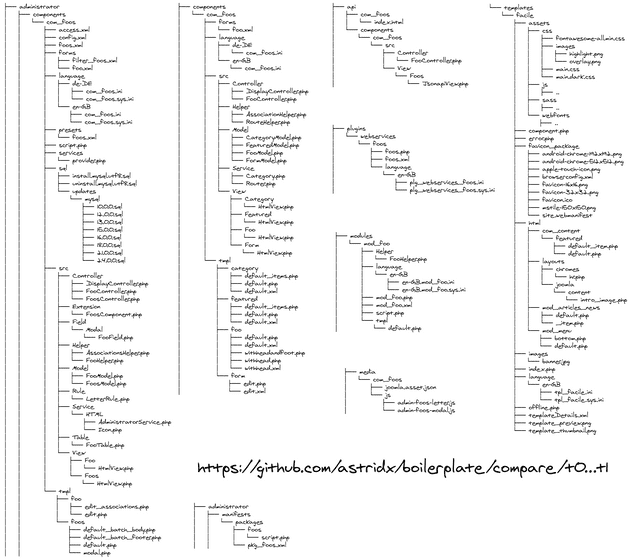 administrator
components
com_foos
access.xml
config.xml
foos.xml
forms
filter_foos.xml
foo.xml
language
de-DE
com_foos.ini
com_foos.sys.ini
en-GB
com_foos.ini
com_foos.sys.ini
presets
foos.xml
script.php
services
provider.php
sql
install.mysql.utf8.sql
uninstall.mysql.utf8.sql
updates
mysql
10.0.0.sql
12.0.0.sql
13.0.0.sql
15.0.0.sql
16.0.0.sql
18.0.0.sql
21.0.0.sql
24.0.0.sql
src
Controller
DisplayController.php
FooController.php
FoosController.php
Extension
FoosComponent.php
Field
Modal
FooField.php
Helper
AssociationsHelper.php
FooHelper.php
Model
FooModel.php
FoosModel.php
Rule
LetterRule.php
Service
HTML
AdministratorService.php
Icon.php
Table
FooTable.php
View
Foo
HtmlView.php
Foos
HtmlView.php
tmpl
foo
edit_associations.php
edit.php
foos
default_batch_body.php
default_batch_footer.php
default.php
modal.php
components
com_foos
forms
foo.xml
language
de-DE
com_foos.ini
en-GB
com_foos.ini
src
Controller
DisplayController.php
FooController.php
Helper
AssociationHelper.php
RouteHelper.php
Model
CategoryModel.php
FeaturedModel.php
FooModel.php
FormModel.php
Service
Category.php
Router.php
View
Category
HtmlView.php
Featured
HtmlView.php
Foo
HtmlView.php
Form
HtmlView.php
tmpl
category
default_items.php
default.php
default.xml
featured
default_items.php
default.php
default.xml
foo
default.php
default.xml
withheadandfoot.php
withhead.php
withhead.xml
form
edit.php
edit.xml
api
com_foos
index.html
components
com_foos
src
Controller
FooController.php
View
Foos
JsonapiView.php
plugins
webservices
foos
foos.php
foos.xml
language
en-GB
plg_webservices_foos.ini
plg_webservices_foos.sys.ini
modules
mod_foo
Helper
FooHelper.php
language
en-GB
en-GB.mod_foo.ini
en-GB.mod_foo.sys.ini
mod_foo.php
mod_foo.xml
script.php
tmpl
default.php
media
com_foos
joomla.asset.json
js
admin-foos-letter.js
admin-foos-modal.js
templates
facile
assets
css
fontawesome-all.min.css
images
highlight.png
overlay.png
main.css
main.dark.css
js
...
sass
...
webfonts
...
component.php
error.php
favicon_package
android-chrome-192x192.png
android-chrome-512x512.png
apple-touch-icon.png
browserconfig.xml
favicon-16x16.png
favicon-32x32.png
favicon.ico
mstile-150x150.png
site.webmanifest
html
com_content
featured
default_item.php
default.php
layouts
chromes
hr.php
joomla
content
intro_image.php
mod_articles_news
default.php
_item.php
mod_menu
bottom.php
default.php
images
banner.jpg
index.php
language
en-GB
tpl_facile.ini
tpl_facile.sys.ini
offline.php
templateDetails.xml
template_preview.png
template_thumbnail.png
https://github.com/astridx/boilerplate/compare/t0...t1
administrator
manifests
packages
foos
script.php
pkg_foos.xml